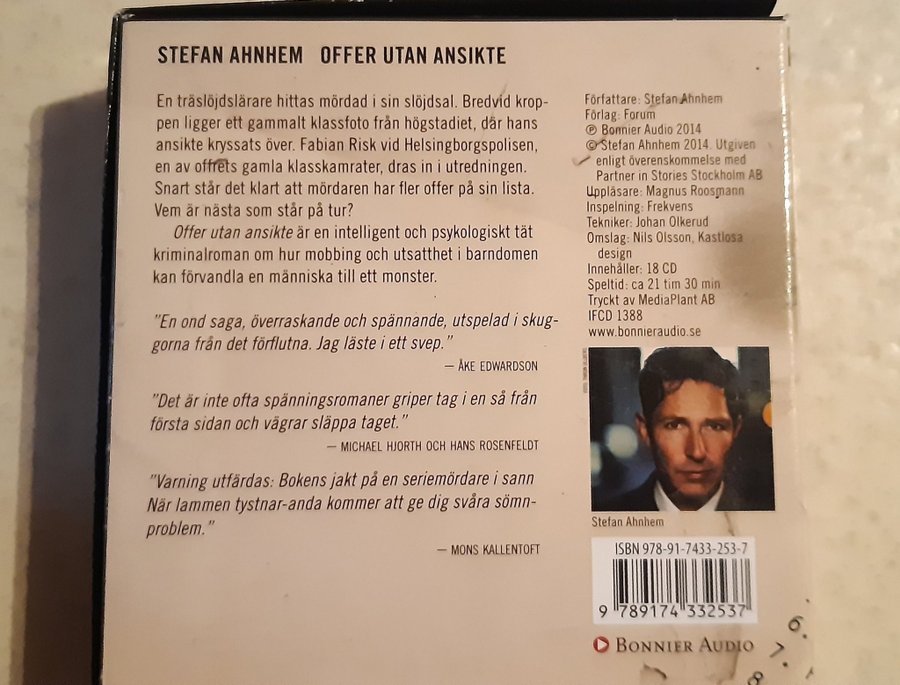 STEFAN AHNHEM OFFER UTAN ANSIKTE
En träslöjdslärare hittas mördad i sin slöjdsal. Bredvid krop-
pen ligger ett gammalt klassfoto från högstadiet, där hans
ansikte kryssats över. Fabian Risk vid Helsingborgspolisen,
en av offrets gamla klasskamrater, dras in i utredningen.
Snart står det klart att mördaren har fler offer på sin lista.
Vem är nästa som står på tur?
Offer utan ansikte är en intelligent och psykologiskt tät
kriminalroman om hur mobbing och utsatthet i barndomen
kan förvandla en människa till ett monster.
"En ond saga, överraskande och spännande, utspelad i skug-
gorna från det förflutna. Jag läste i ett svep."
— ÅKE EDWARDSON
"Det är inte ofta spänningsromaner griper tag i en så från
första sidan och vägrar släppa taget."
— MICHAEL HJORTH OCH HANS ROSENFELDT
"Varning utfärdas: Bokens jakt på en seriemördare i sann
När lammen tystnar-anda kommer att ge dig svåra sömn-
problem."
— MONS KALLENTOFT
Författare: Stefan Ahnhem
Förlag: Forum
℗ Bonnier Audio 2014
© Stefan Ahnhem 2014. Utgiven
enligt överenskommelse med
Partner in Stories Stockholm AB
Uppläsare: Magnus Roosmann
Inspelning: Frekvens
Tekniker: Johan Olkerud
Omslag: Nils Olsson, Kastiosa
design
Innehåller: 18 CD
Speltid: ca 21 tim 30 min
Tryckt av MediaPlant AB
IFCD 1388
www.bonnieraudio.se
Stefan Ahnhem
ISBN 978-91-7433-253-7
9 789174 332537
BONNIER AUDIO
6.
7.
8